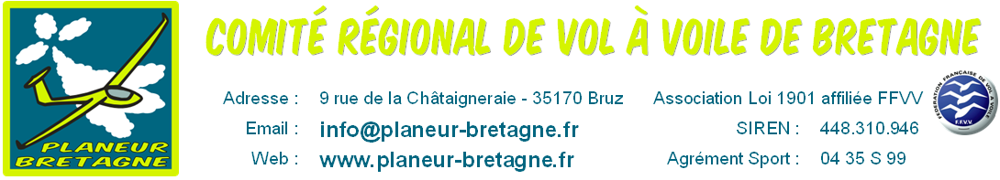 COMITÉ RÉGIONAL DE VOL À VOILE DE BRETAGNE
PLANEUR
BRETAGNE
Adresse : 9 rue de la Châtaigneraie - 35170 Bruz
Email : info@planeur-bretagne.fr
Web : www.planeur-bretagne.fr
Association Loi 1901 affiliée FFVV
SIREN : 448.310.946
Agrément Sport : 04 35 S 99
FEDERATION FRANÇAISE DE VOL A VOILE
F.F.V.V.